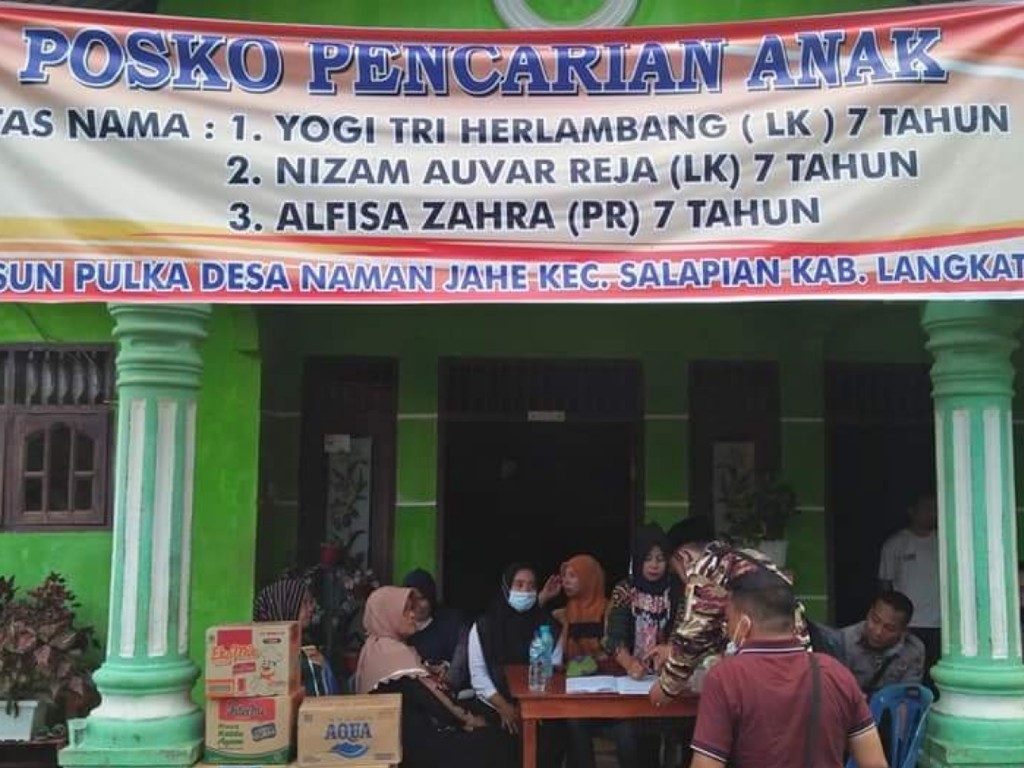 POSKO PENCARIAN ANAK
TAS NAMA : 1. YOGI TRI HERLAMBANG ( LK ) 7 TAHUN
2. NIZAM AUVAR REJA (LK) 7 TAHUN
3. ALFISA ZAHRA (PR) 7 TAHUN
SUN PULKA DESA NAMAN JAHE KEC. SALAPIAN KAB. LANGKAT
AQUA